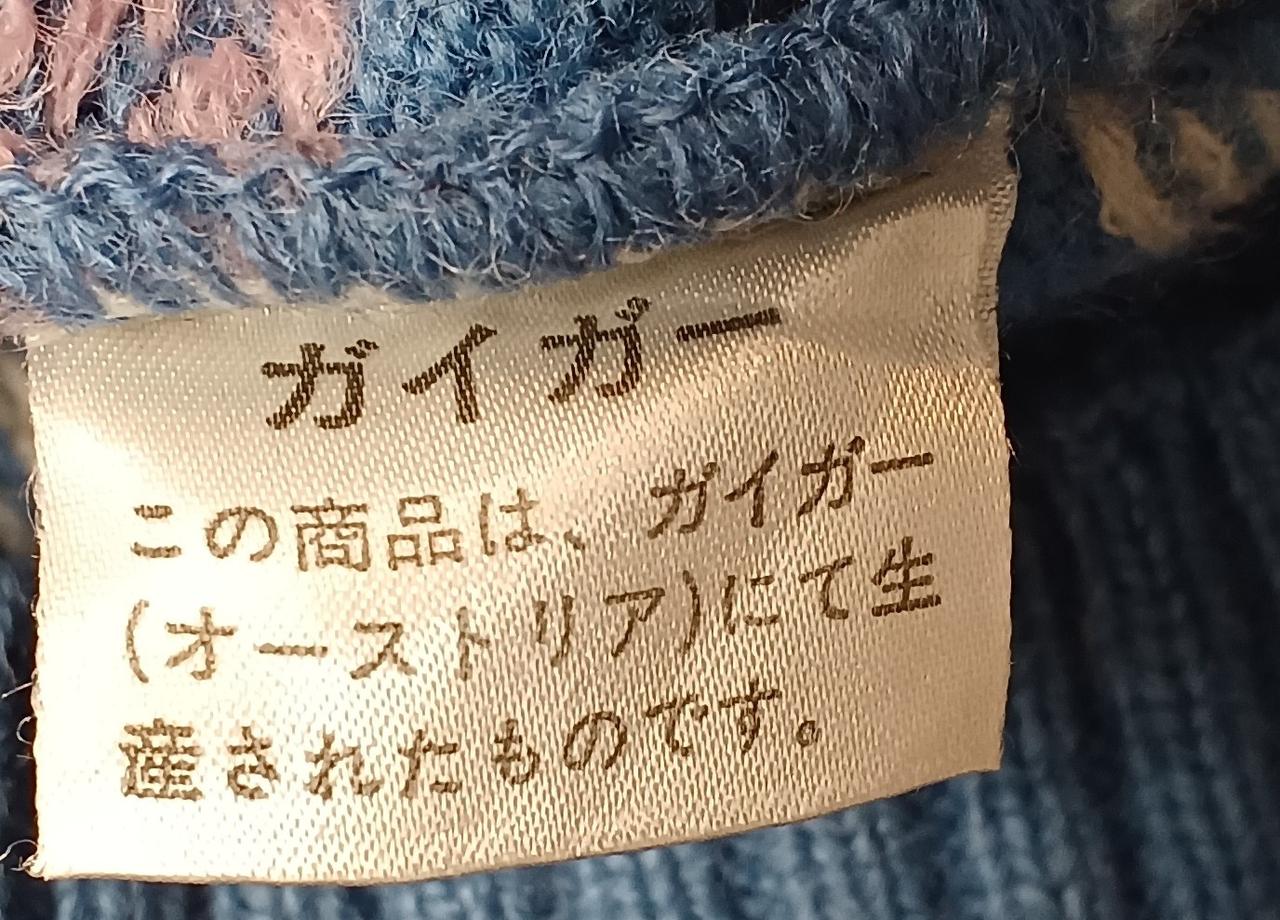 ガイガー
この商品は、ガイガー
(オーストリア)にて生
産されたものです。